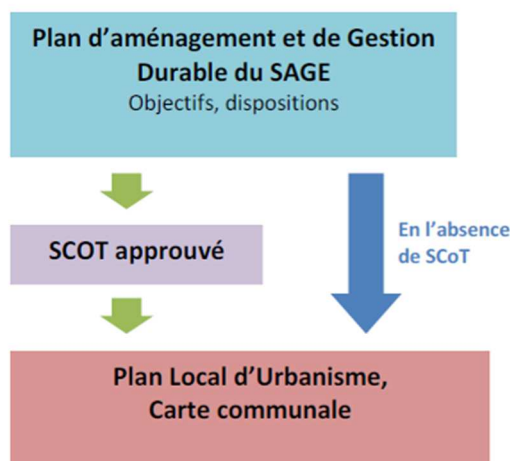 Plan d’aménagement et de Gestion
Durable du SAGE
Objectifs, dispositions
SCOT approuvé
En l’absence
de SCoT
Plan Local d’Urbanisme,
Carte communale